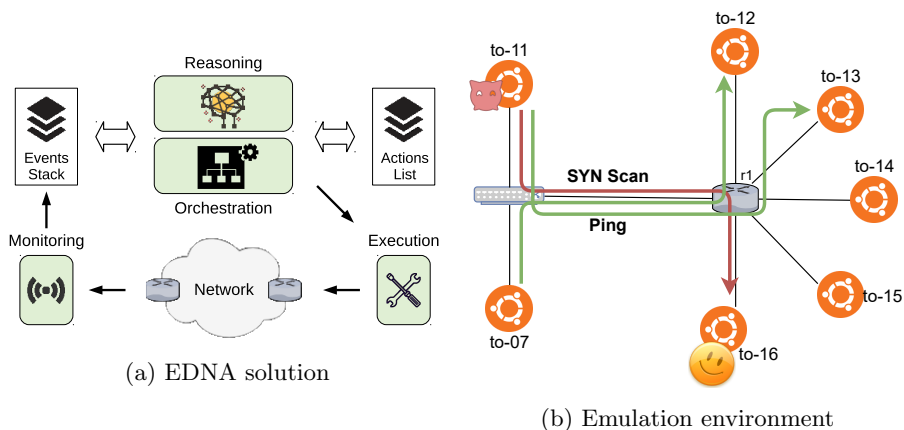 Reasoning
Events
Stack
Actions
List
Orchestration
Monitoring
Execution
Network
(a) EDNA solution
to-11
to-12
to-13
SYN Scan
r1
to-14
Ping
to-15
to-07
to-16
(b) Emulation environment